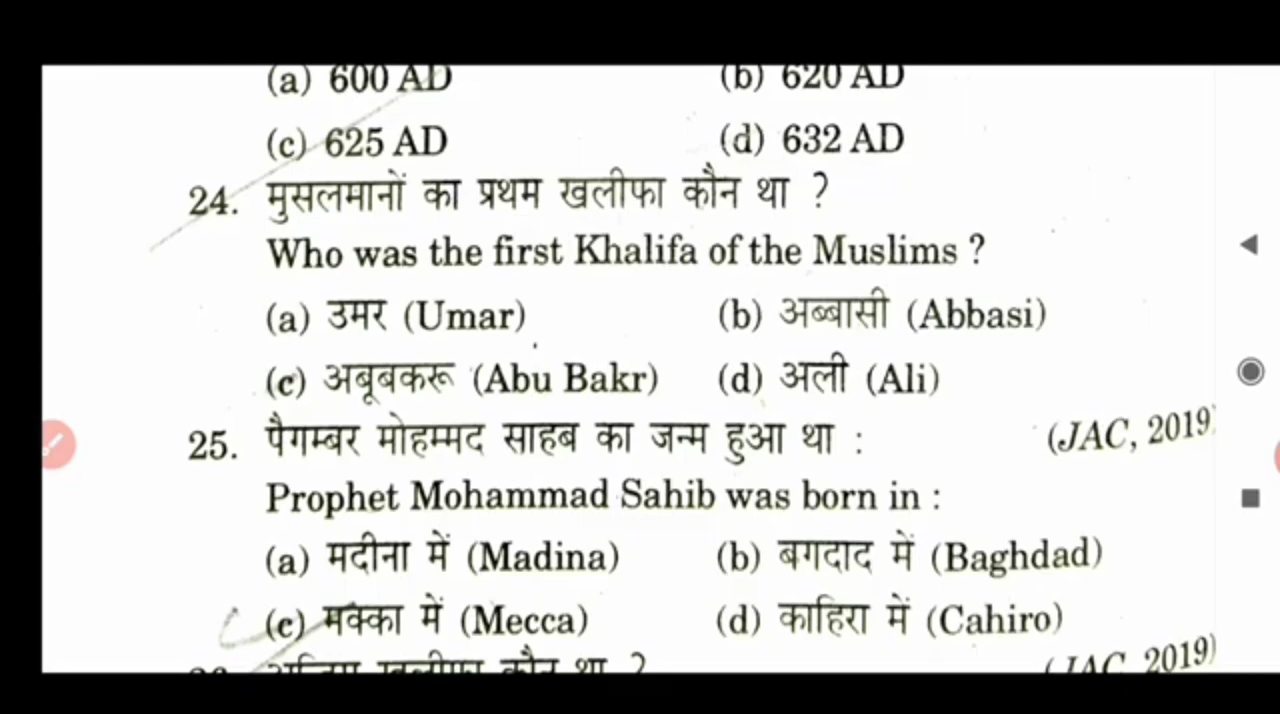 (a) 600 AD (b) 620 AD
(c) 625 AD (d) 632 AD
24. मुसलमानों का प्रथम खलीफा कौन था ?
Who was the first Khalifa of the Muslims ?
(a) उमर (Umar) (b) अब्बासी (Abbasi)
(c) अबूबकरू (Abu Bakr) (d) अली (Ali)
25. पैगम्बर मोहम्मद साहब का जन्म हुआ था : (JAC, 2019)
Prophet Mohammad Sahib was born in :
(a) मदीना में (Madina) (b) बगदाद में (Baghdad)
(c) मक्का में (Mecca) (d) काहिरा में (Cahiro)
खलीफा कौन था ? (JAC, 2019)